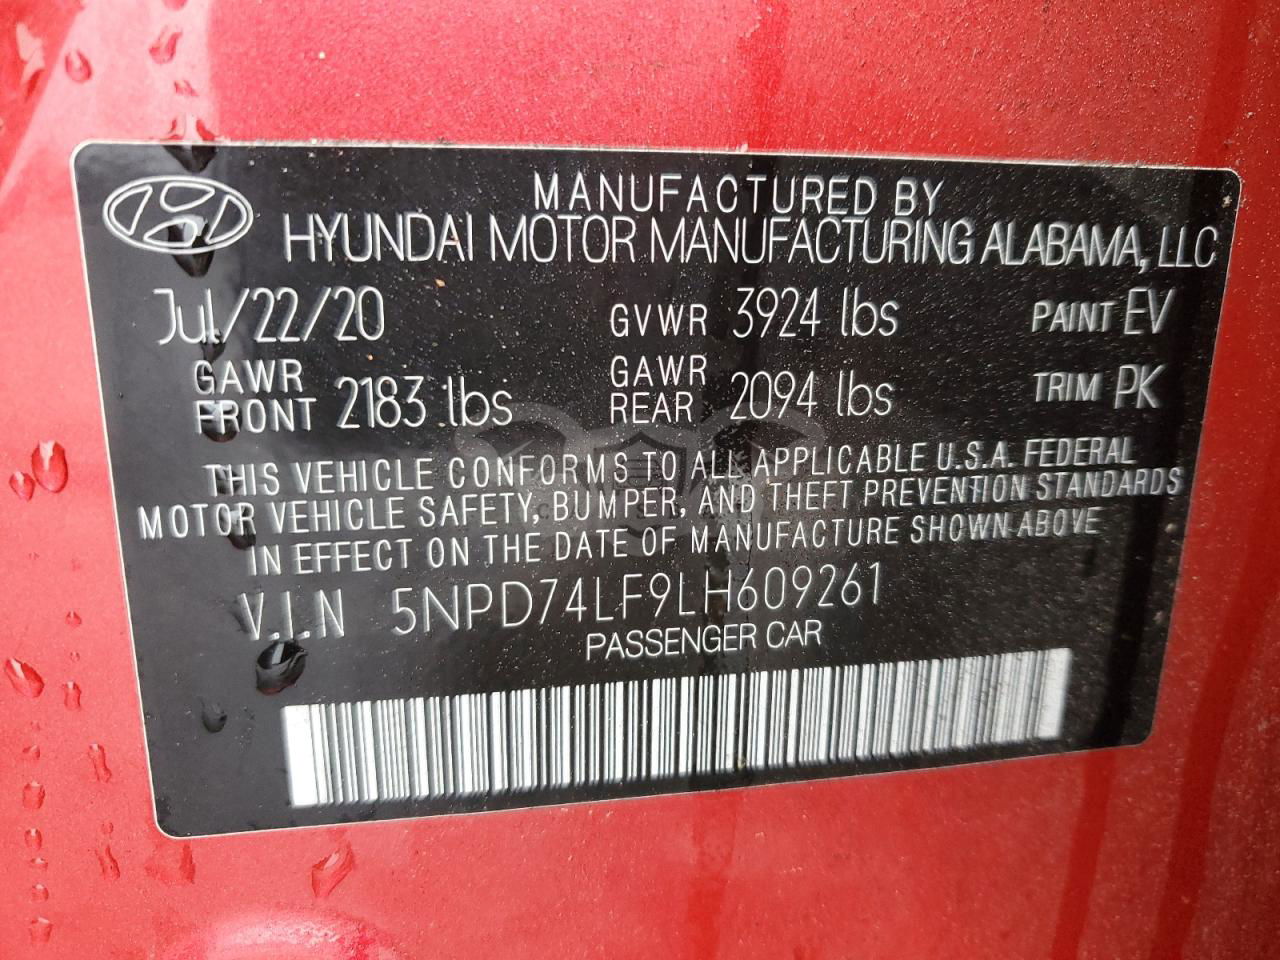 MANUFACTURED BY
HYUNDAI MOTOR MANUFACTURING ALABAMA, LLC
Jul/22/20 GVWR 3924 lbs PAINT EV
GAWR FRONT 2183 lbs GAWR REAR 2094 lbs TRIM PK
THIS VEHICLE CONFORMS TO ALL APPLICABLE U.S.A. FEDERAL
MOTOR VEHICLE SAFETY, BUMPER, AND THEFT PREVENTION STANDARDS
IN EFFECT ON THE DATE OF MANUFACTURE SHOWN ABOVE
V.I.N 5NPD74LF9LH609261
PASSENGER CAR